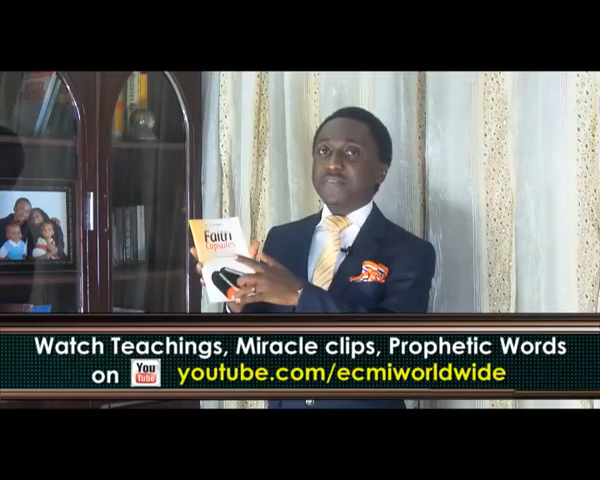 Faith
Capsules
Watch Teachings, Miracle clips, Prophetic Words
on You Tube youtube.com/ecmiworldwide